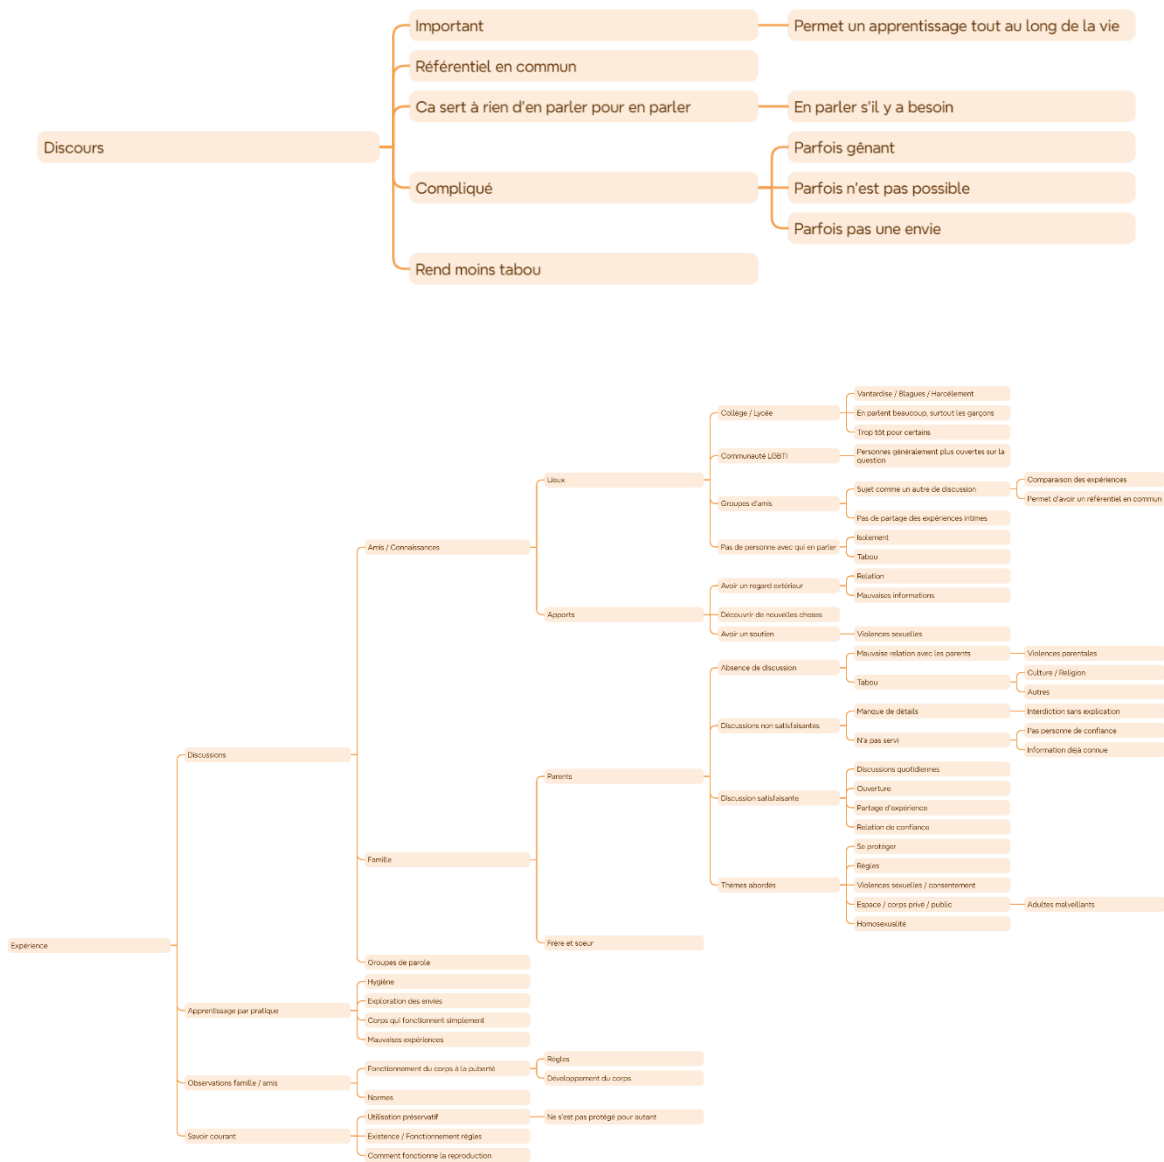 Discours
Important
Permet un apprentissage tout au long de la vie
Référentiel en commun
Ca sert à rien d'en parler pour en parler
En parler s'il y a besoin
Compliqué
Parfois gênant
Parfois n'est pas possible
Parfois pas une envie
Rend moins tabou
Expérience
Discussions
Amis / Connaissances
Lieux
Collège / Lycée
Vantardise / Blagues / Harcèlement
En parlent beaucoup, surtout les garçons
Trop tôt pour certains
Communauté LGBTI
Personnes généralement plus ouvertes sur la
question
Groupes d'amis
Sujet comme un autre de discussion
Comparaison des expériences
Permet d'avoir un référentiel en commun
Pas de partage des expériences intimes
Pas de personne avec qui en parler
Isolement
Tabou
Apports
Avoir un regard extérieur
Relation
Mauvaises informations
Découvrir de nouvelles choses
Avoir un soutien
Violences sexuelles
Famille
Parents
Absence de discussion
Mauvaise relation avec les parents
Violences parentales
Tabou
Culture / Religion
Autres
Discussions non satisfaisantes
Manque de détails
Interdiction sans explication
N'a pas servi
Pas personne de confiance
Information déjà connue
Discussion satisfaisante
Discussions quotidiennes
Ouverture
Partage d'expérience
Relation de confiance
Thèmes abordés
Se protéger
Règles
Violences sexuelles / consentement
Espace / corps privé / public
Adultes malveillants
Homosexualité
Frère et soeur
Groupes de parole
Apprentissage par pratique
Hygiène
Exploration des envies
Corps qui fonctionnent simplement
Mauvaises expériences
Observations famille / amis
Fonctionnement du corps à la puberté
Règles
Développement du corps
Normes
Savoir courant
Utilisation préservatif
Ne s'est pas protégé pour autant
Existence / Fonctionnement règles
Comment fonctionne la reproduction